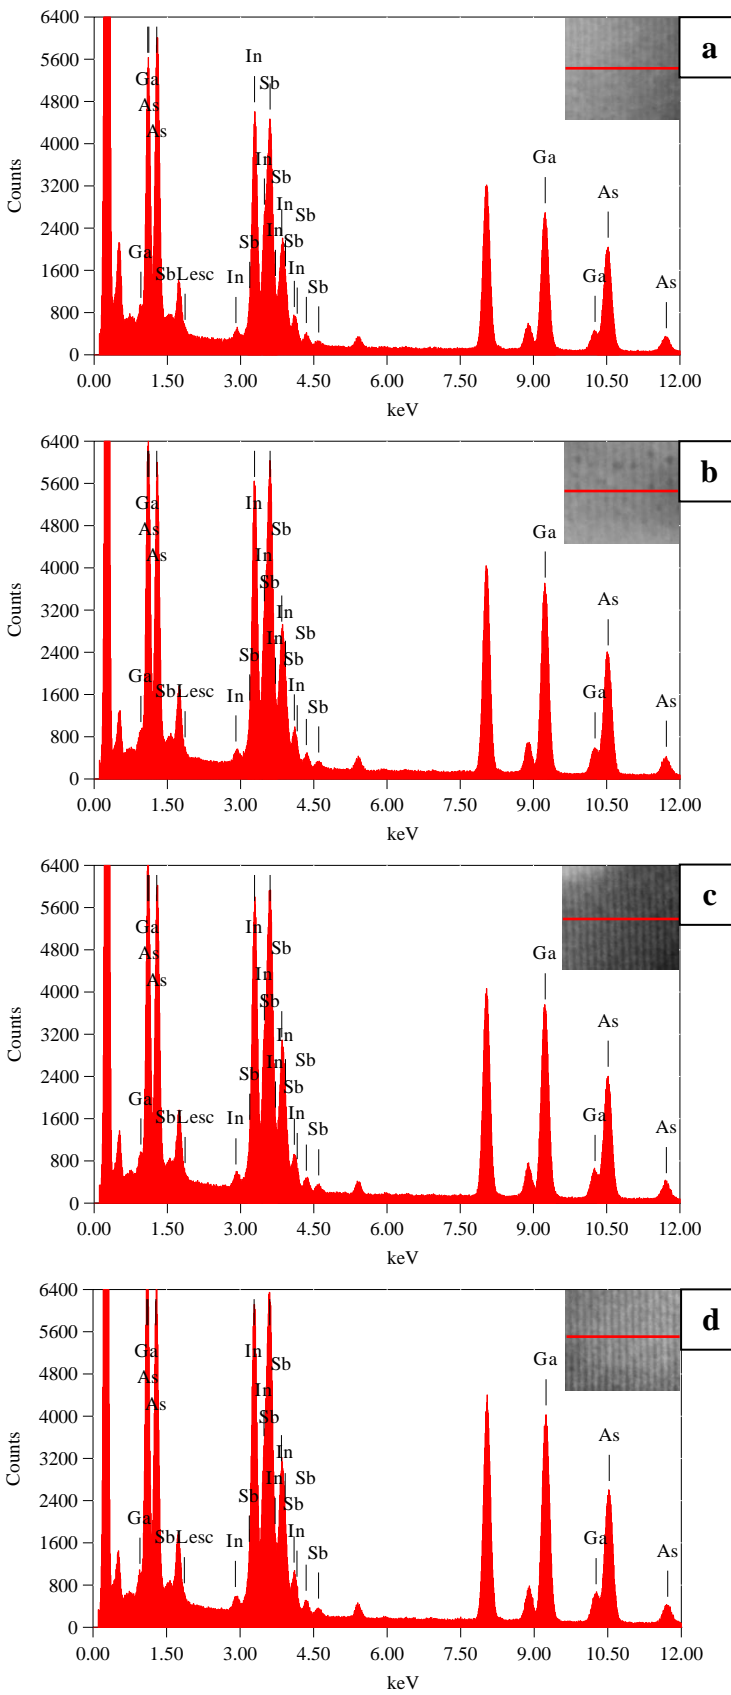 6400
a
5600
In
Ga
Sb
4800
As
As
4000
In
Ga
3200
Sb
As
In
Sb
2400
In
Sb
Sb
Ga
1600
SbLesc
In
In
Ga
As
Sb
800
0
0.00 1.50 3.00 4.50 6.00 7.50 9.00 10.50 12.00
keV
Counts
6400
b
5600
Ga
In
4800
As
Sb
Ga
As
In
4000
Sb
3200
In
As
Sb
2400
In
Sb
Sb
Ga
1600
SbLesc
In
In
Ga
As
Sb
800
0
0.00 1.50 3.00 4.50 6.00 7.50 9.00 10.50 12.00
keV
Counts
6400
c
5600
Ga
In
4800
As
Sb
Ga
As
In
4000
Sb
3200
In
As
Sb
2400
In
Sb
Sb
Ga
1600
SbLesc
In
In
Ga
As
Sb
800
0
0.00 1.50 3.00 4.50 6.00 7.50 9.00 10.50 12.00
keV
Counts
6400
d
5600
Ga
In
4800
As
Sb
Ga
As
In
4000
Sb
3200
In
As
Sb
2400
In
Sb
Sb
Ga
1600
SbLesc
In
In
Ga
As
Sb
800
0
0.00 1.50 3.00 4.50 6.00 7.50 9.00 10.50 12.00
keV
Counts